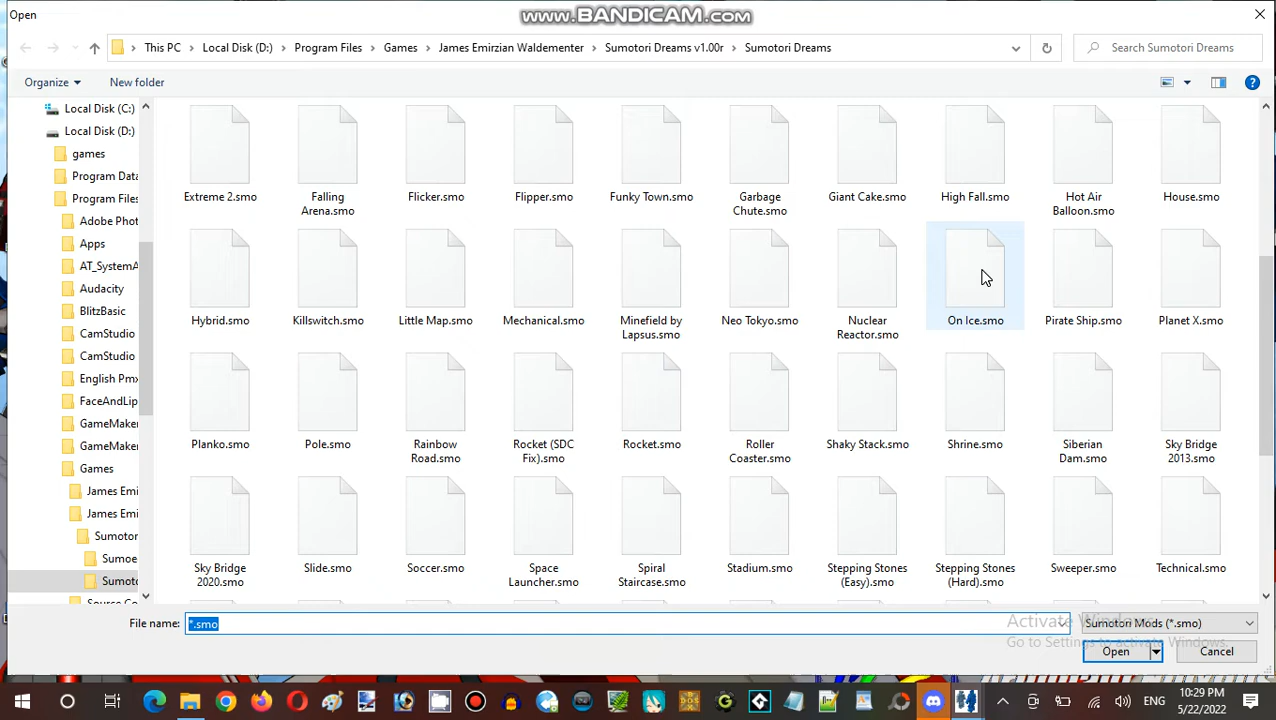 Open
www.BANDICAM.com
This PC > Local Disk (D:) > Program Files > Games > James Emirzian Waldementer > Sumotori Dreams v1.00r > Sumotori Dreams
Search Sumotori Dreams
Organize
New folder
Local Disk (C:)
Local Disk (D:)
games
Program Data
Program Files
Adobe Phot
Apps
AT_SystemA
Audacity
BlitzBasic
CamStudio
CamStudio
English Pmx
FaceAndLip
GameMaker
GameMaker
Games
James Emi
James Emi
Sumotor
Sumoe
Sumoto
Source Co
Extreme 2.smo
Falling
Arena.smo
Flicker.smo
Flipper.smo
Funky Town.smo
Garbage
Chute.smo
Giant Cake.smo
High Fall.smo
Hot Air
Balloon.smo
House.smo
Hybrid.smo
Killswitch.smo
Little Map.smo
Mechanical.smo
Minefield by
Lapsus.smo
Neo Tokyo.smo
Nuclear
Reactor.smo
On Ice.smo
Pirate Ship.smo
Planet X.smo
Planko.smo
Pole.smo
Rainbow
Road.smo
Rocket (SDC
Fix).smo
Rocket.smo
Roller
Coaster.smo
Shaky Stack.smo
Shrine.smo
Siberian
Dam.smo
Sky Bridge
2013.smo
Sky Bridge
2020.smo
Slide.smo
Soccer.smo
Space
Launcher.smo
Spiral
Staircase.smo
Stadium.smo
Stepping Stones
(Easy).smo
Stepping Stones
(Hard).smo
Sweeper.smo
Technical.smo
File name: *.smo
Sumotori Mods (*.smo)
Activate Windows
Go to Settings to activate Windows.
Open
Cancel
ENG
10:29 PM
5/22/2022